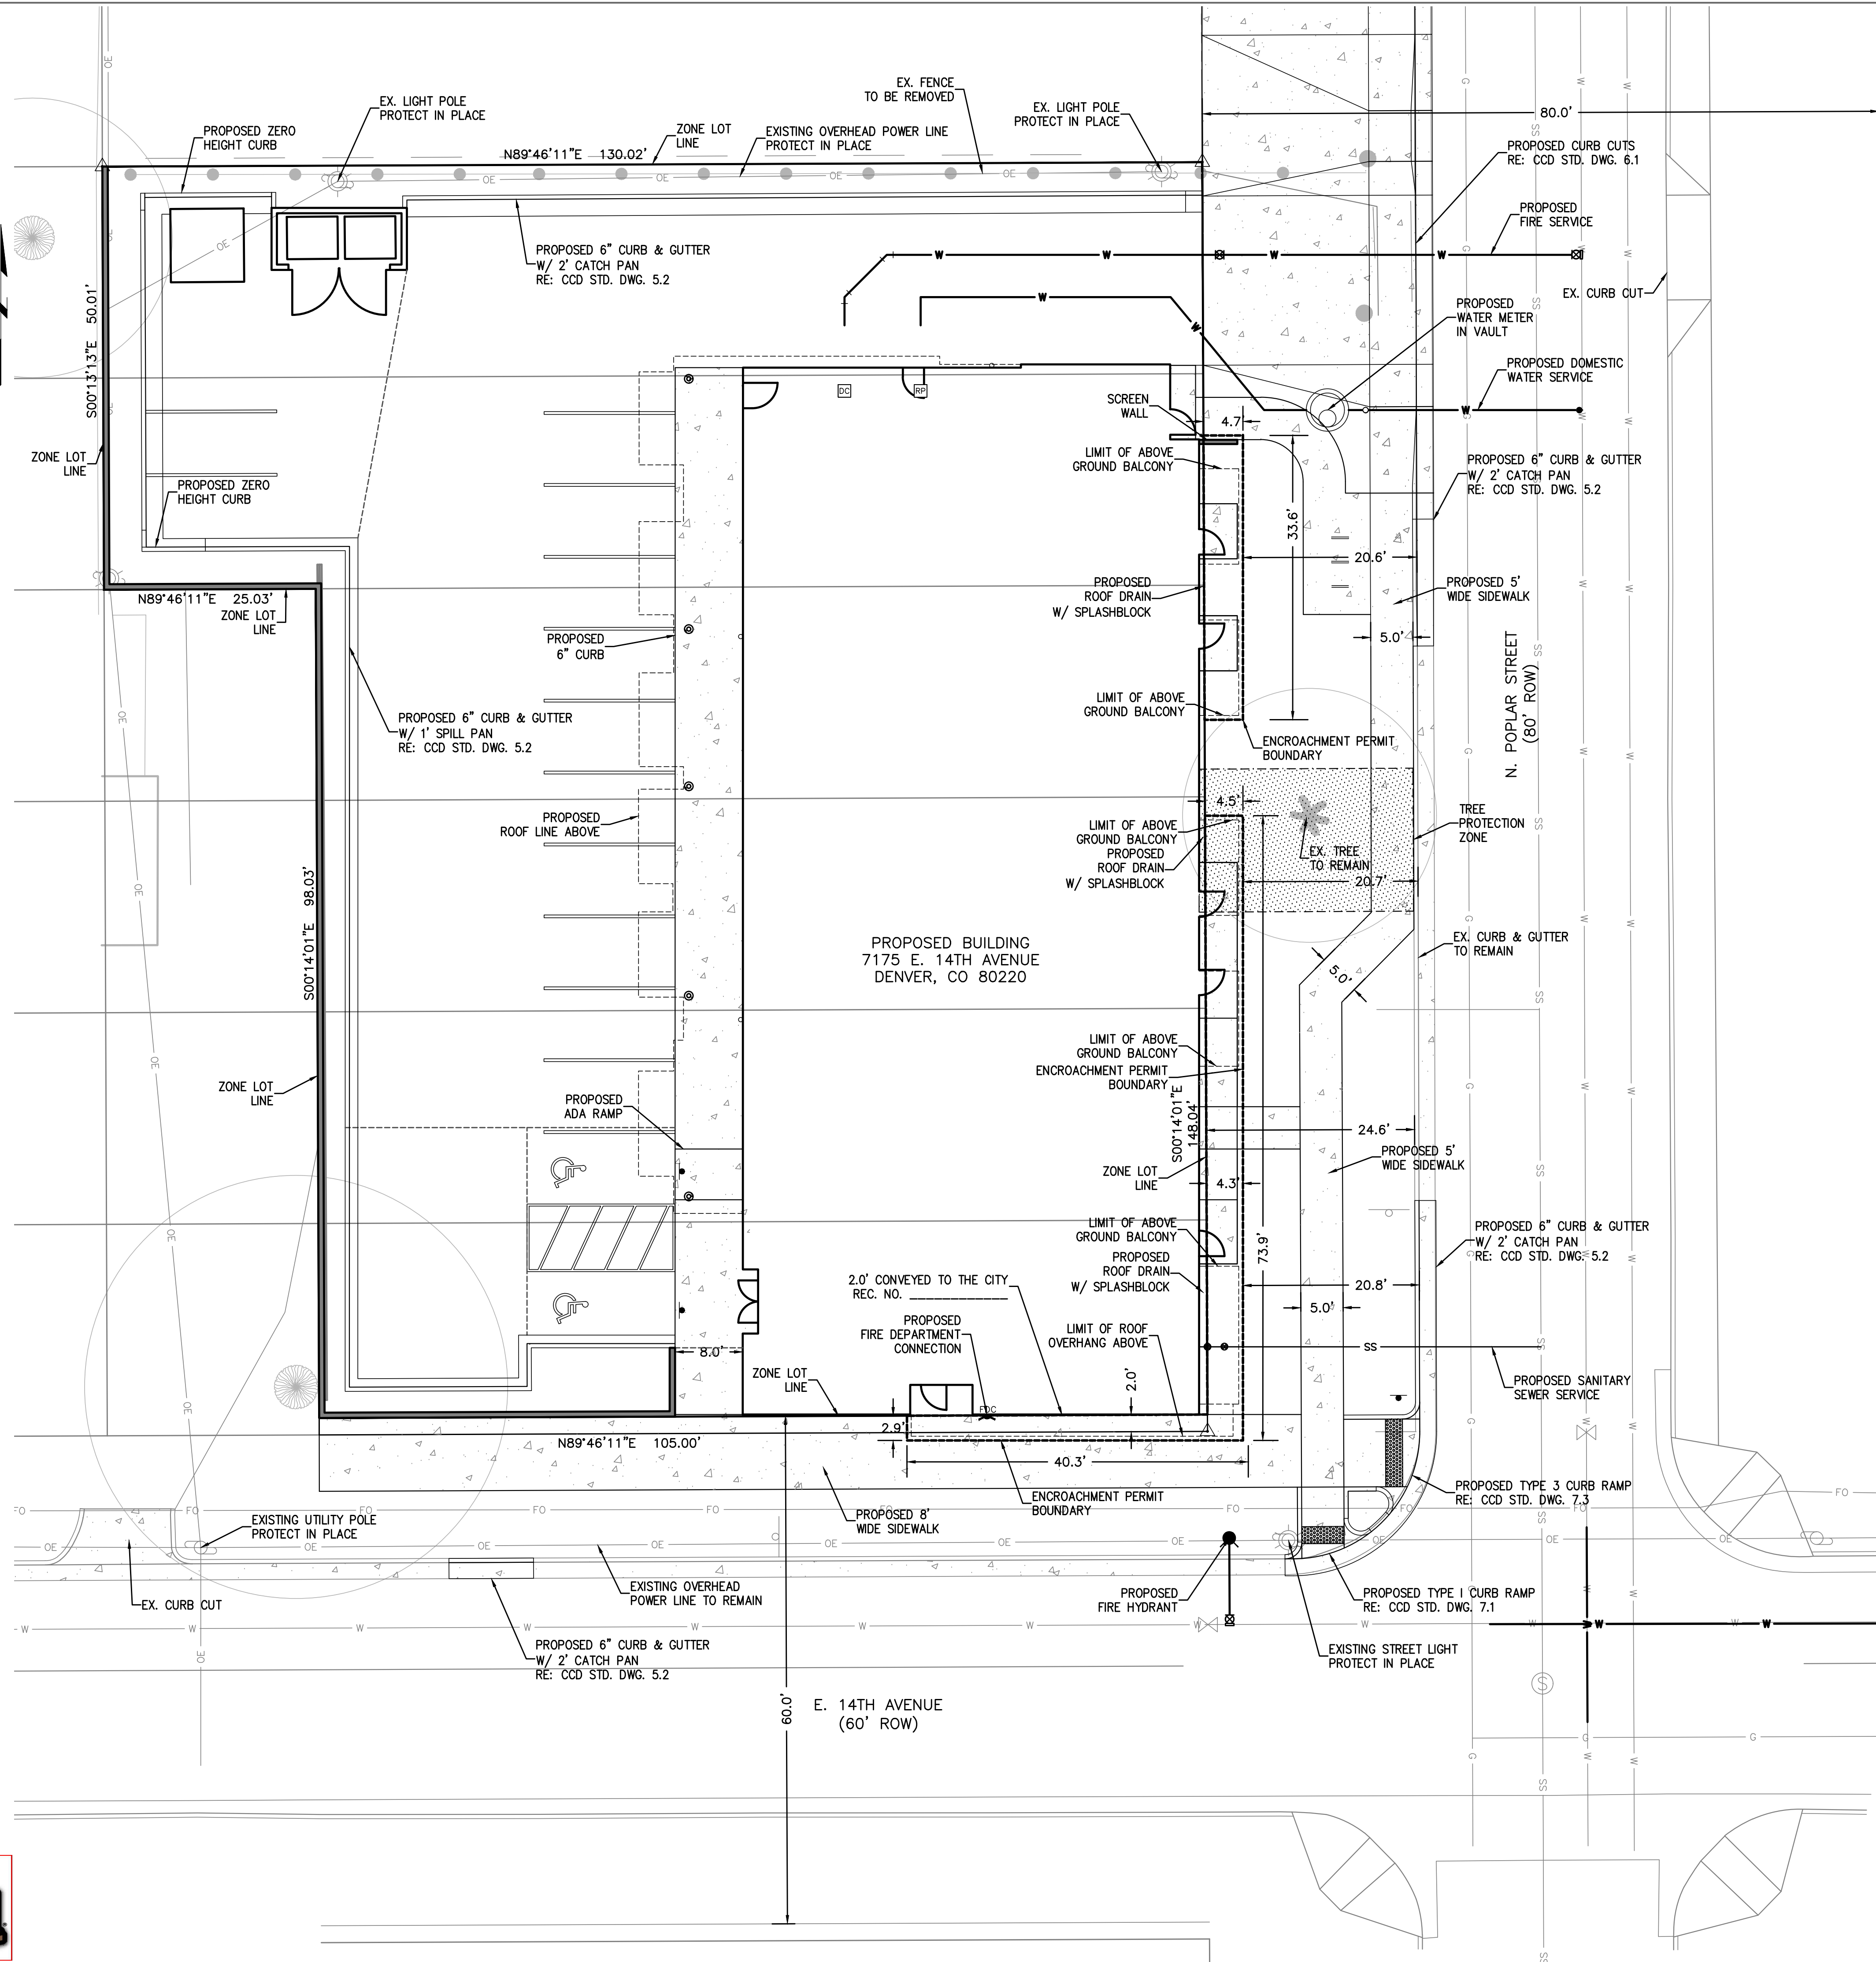 EX. LIGHT POLE
PROTECT IN PLACE
EX. FENCE
TO BE REMOVED
EX. LIGHT POLE
PROTECT IN PLACE
80.0'
PROPOSED ZERO
HEIGHT CURB
ZONE LOT
LINE
EXISTING OVERHEAD POWER LINE
PROTECT IN PLACE
N89°46'11"E 130.02'
PROPOSED CURB CUTS
RE: CCD STD. DWG. 6.1
PROPOSED
FIRE SERVICE
PROPOSED 6" CURB & GUTTER
W/ 2' CATCH PAN
RE: CCD STD. DWG. 5.2
EX. CURB CUT
PROPOSED
WATER METER
IN VAULT
S00°13'13"E 50.01'
PROPOSED DOMESTIC
WATER SERVICE
DC
RP
SCREEN
WALL
4.7'
LIMIT OF ABOVE
GROUND BALCONY
ZONE LOT
LINE
PROPOSED 6" CURB & GUTTER
W/ 2' CATCH PAN
RE: CCD STD. DWG. 5.2
PROPOSED ZERO
HEIGHT CURB
33.6'
20.6'
N89°46'11"E 25.03'
ZONE LOT
LINE
PROPOSED
ROOF DRAIN
W/ SPLASHBLOCK
PROPOSED 5'
WIDE SIDEWALK
PROPOSED
6" CURB
5.0'
N. POPLAR STREET
(80' ROW)
LIMIT OF ABOVE
GROUND BALCONY
PROPOSED 6" CURB & GUTTER
W/ 1' SPILL PAN
RE: CCD STD. DWG. 5.2
ENCROACHMENT PERMIT
BOUNDARY
4.5'
PROPOSED
ROOF LINE ABOVE
LIMIT OF ABOVE
GROUND BALCONY
PROPOSED
ROOF DRAIN
W/ SPLASHBLOCK
TREE
PROTECTION
ZONE
EX. TREE
TO REMAIN
20.7'
S00°14'01"E 98.03'
PROPOSED BUILDING
7175 E. 14TH AVENUE
DENVER, CO 80220
EX. CURB & GUTTER
TO REMAIN
5.0'
LIMIT OF ABOVE
GROUND BALCONY
ENCROACHMENT PERMIT
BOUNDARY
ZONE LOT
LINE
PROPOSED
ADA RAMP
S00°14'01"E
148.04'
24.6'
PROPOSED 5'
WIDE SIDEWALK
ZONE LOT
LINE
4.3'
LIMIT OF ABOVE
GROUND BALCONY
PROPOSED
ROOF DRAIN
W/ SPLASHBLOCK
73.9'
PROPOSED 6" CURB & GUTTER
W/ 2' CATCH PAN
RE: CCD STD. DWG. 5.2
2.0' CONVEYED TO THE CITY
REC. NO. ______________
20.8'
5.0'
PROPOSED
FIRE DEPARTMENT
CONNECTION
LIMIT OF ROOF
OVERHANG ABOVE
SS
8.0'
ZONE LOT
LINE
2.0'
PROPOSED SANITARY
SEWER SERVICE
FDC
2.9'
N89°46'11"E 105.00'
40.3'
ENCROACHMENT PERMIT
BOUNDARY
PROPOSED TYPE 3 CURB RAMP
RE: CCD STD. DWG. 7.3
EXISTING UTILITY POLE
PROTECT IN PLACE
PROPOSED 8'
WIDE SIDEWALK
EX. CURB CUT
EXISTING OVERHEAD
POWER LINE TO REMAIN
PROPOSED
FIRE HYDRANT
PROPOSED TYPE I CURB RAMP
RE: CCD STD. DWG. 7.1
PROPOSED 6" CURB & GUTTER
W/ 2' CATCH PAN
RE: CCD STD. DWG. 5.2
EXISTING STREET LIGHT
PROTECT IN PLACE
60.0'
E. 14TH AVENUE
(60' ROW)
S